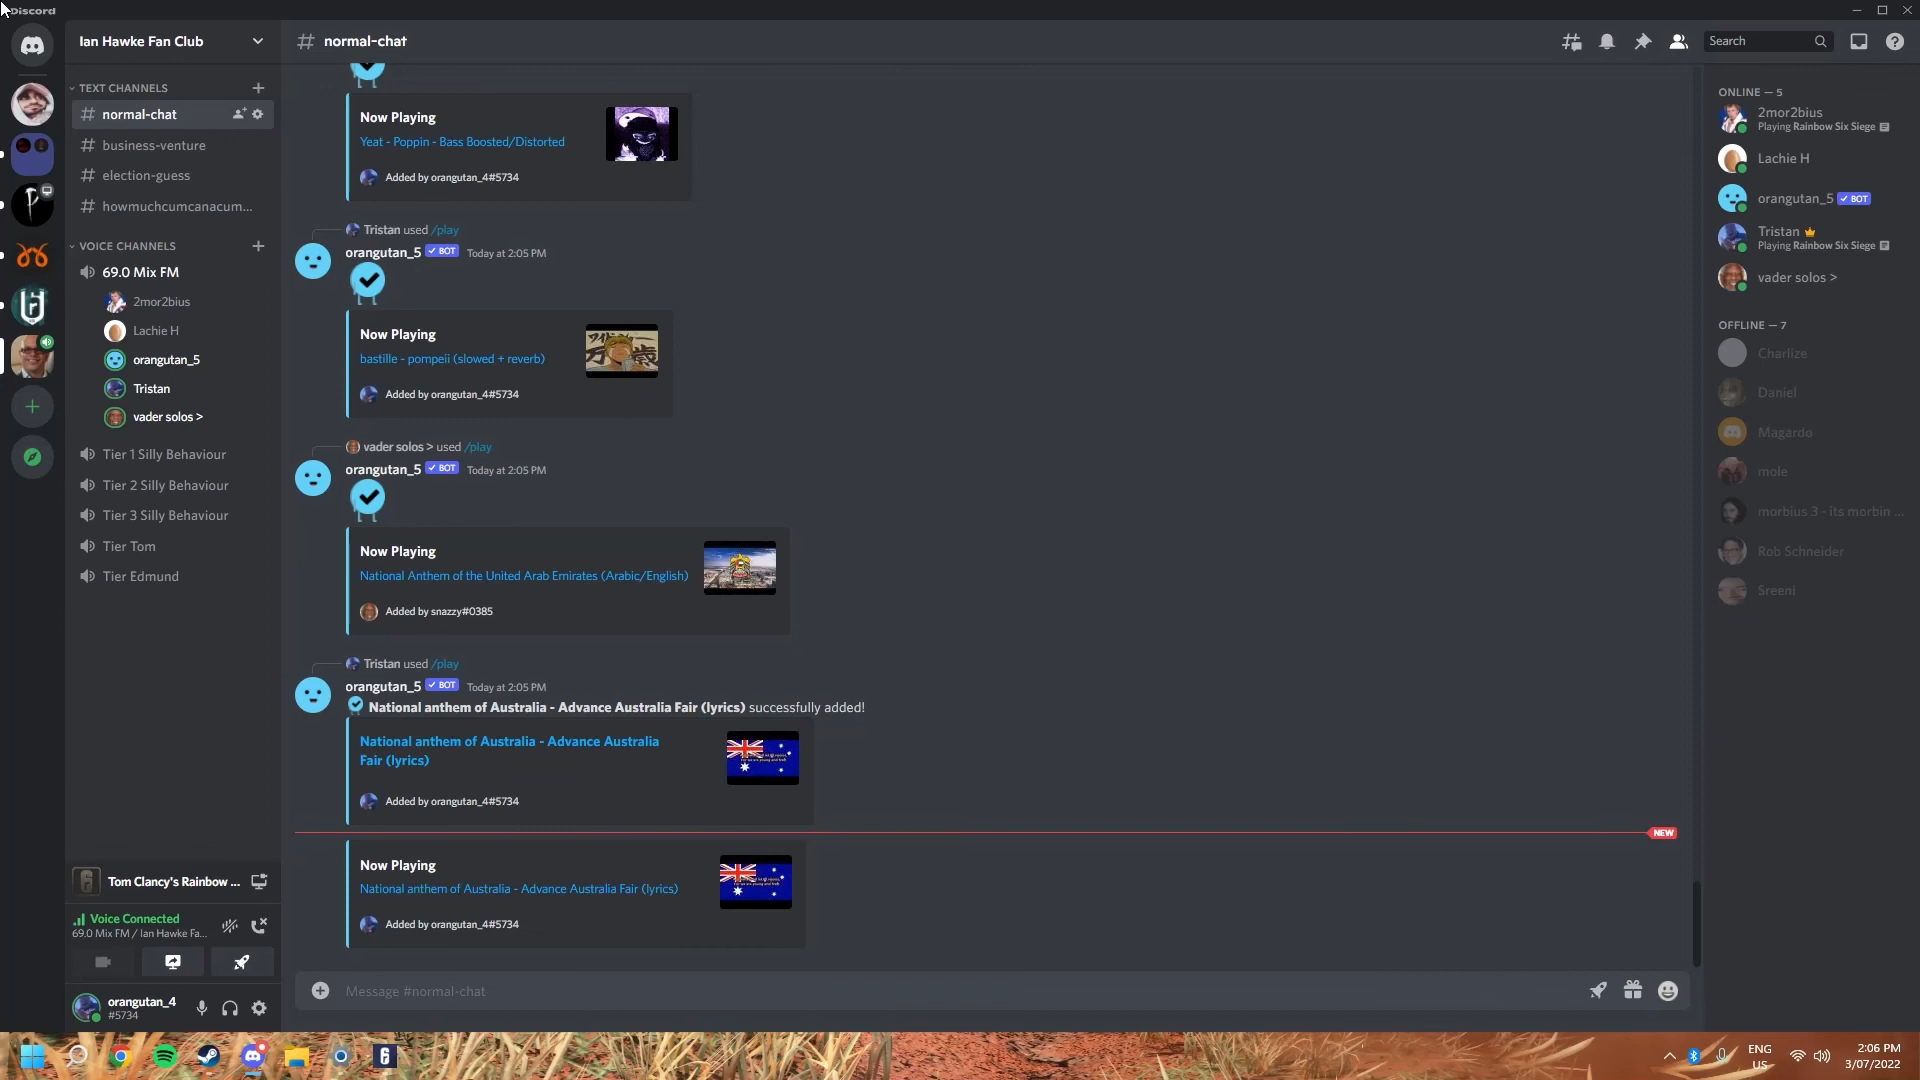 Discord
Ian Hawke Fan Club
TEXT CHANNELS
normal-chat
business-venture
election-guess
howmuchcumcanacum...
VOICE CHANNELS
69.0 Mix FM
2mor2bius
Lachie H
orangutan_5
Tristan
vader solos >
Tier 1 Silly Behaviour
Tier 2 Silly Behaviour
Tier 3 Silly Behaviour
Tier Tom
Tier Edmund
Tom Clancy's Rainbow ...
Voice Connected
69.0 Mix FM / Ian Hawke Fa...
orangutan_4
#5734
# normal-chat
Search
Now Playing
Yeat - Poppin - Bass Boosted/Distorted
Added by orangutan_4#5734
Tristan used /play
orangutan_5 BOT Today at 2:05 PM
Now Playing
bastille - pompeii (slowed + reverb)
Added by orangutan_4#5734
vader solos > used /play
orangutan_5 BOT Today at 2:05 PM
Now Playing
National Anthem of the United Arab Emirates (Arabic/English)
Added by snazzy#0385
Tristan used /play
orangutan_5 BOT Today at 2:05 PM
National anthem of Australia - Advance Australia Fair (lyrics) successfully added!
National anthem of Australia - Advance Australia
Fair (lyrics)
Added by orangutan_4#5734
NEW
Now Playing
National anthem of Australia - Advance Australia Fair (lyrics)
Added by orangutan_4#5734
Message #normal-chat
ONLINE — 5
2mor2bius
Playing Rainbow Six Siege
Lachie H
orangutan_5 BOT
Tristan
Playing Rainbow Six Siege
vader solos >
OFFLINE — 7
Charlize
Daniel
Magardo
mole
morbius 3 - its morbin ...
Rob Schneider
Sreeni
ENG
US
2:06 PM
3/07/2022